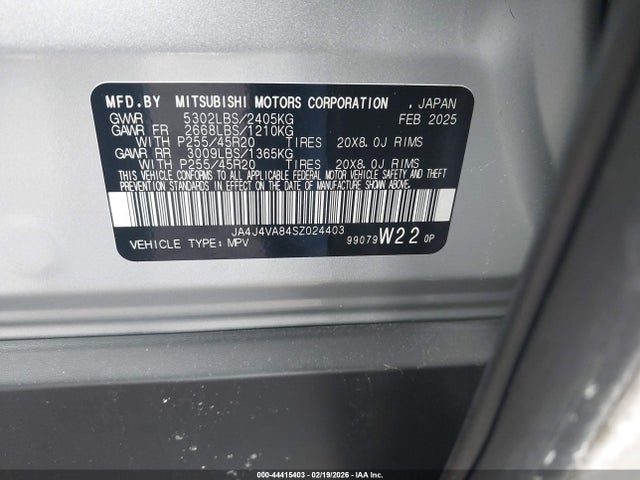 MFD.BY MITSUBISHI MOTORS CORPORATION , JAPAN
GVWR 5302LBS/2405KG FEB 2025
GAWR FR 2668LBS/1210KG
WITH P255/45R20 TIRES 20X8.0J RIMS
GAWR RR 3009LBS/1365KG
WITH P255/45R20 TIRES 20X8.0J RIMS
THIS VEHICLE CONFORMS TO ALL APPLICABLE FEDERAL MOTOR VEHICLE SAFETY AND THEFT
PREVENTION STANDARDS IN EFFECT ON THE DATE OF MANUFACTURE SHOWN ABOVE.
JA4J4VA84SZ024403
VEHICLE TYPE: MPV 99079 W22 0P
000-44415403 - 02/19/2026 - IAA Inc.